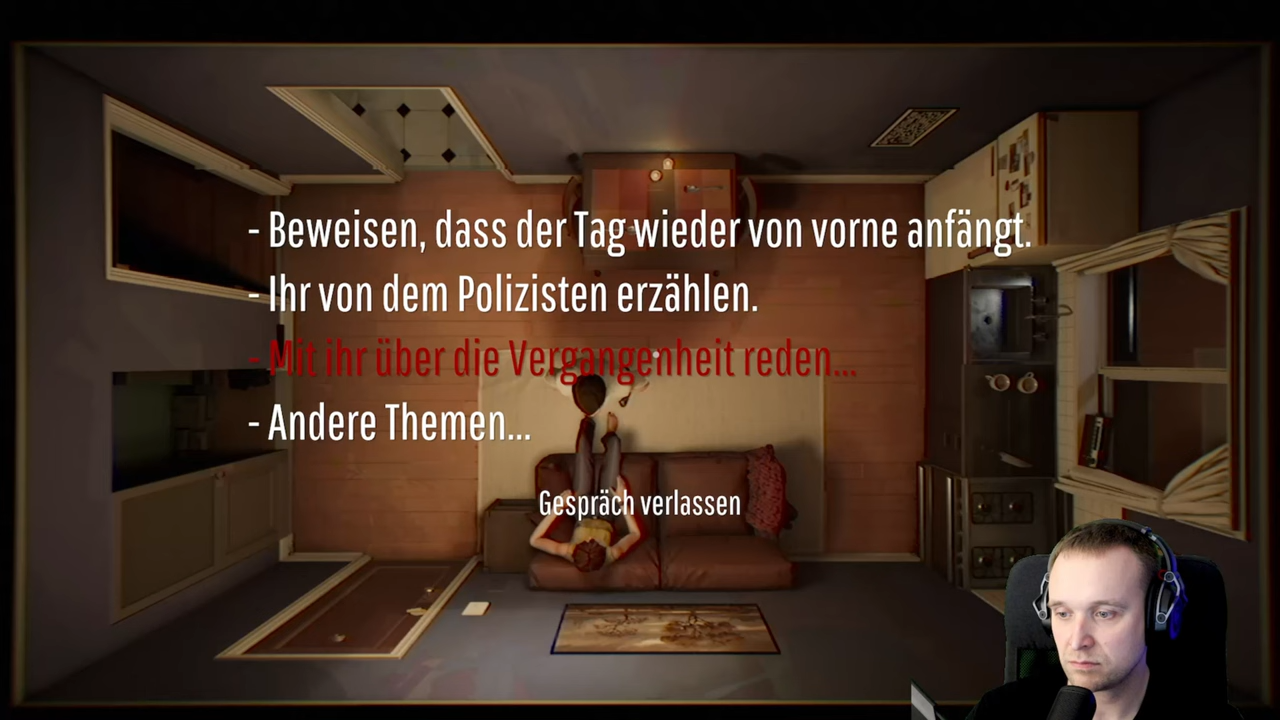 - Beweisen, dass der Tag wieder von vorne anfängt.
- Ihr von dem Polizisten erzählen.
- Mit ihr über die Vergangenheit reden...
- Andere Themen...
Gespräch verlassen